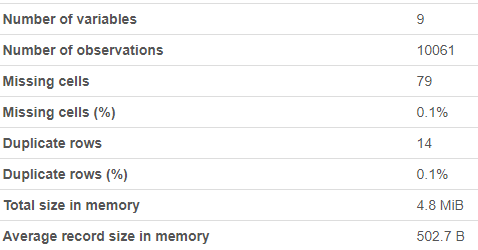 Number of variables 9
Number of observations 10061
Missing cells 79
Missing cells (%) 0.1%
Duplicate rows 14
Duplicate rows (%) 0.1%
Total size in memory 4.8 MiB
Average record size in memory 502.7 B